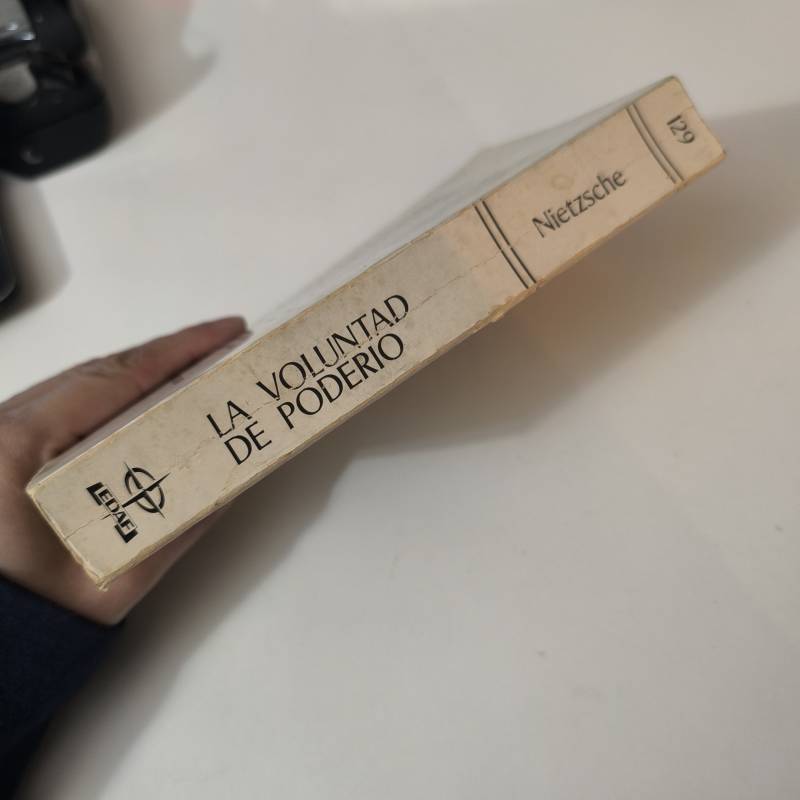 129
Nietzsche
LA VOLUNTAD
DE PODERIO
EDAF